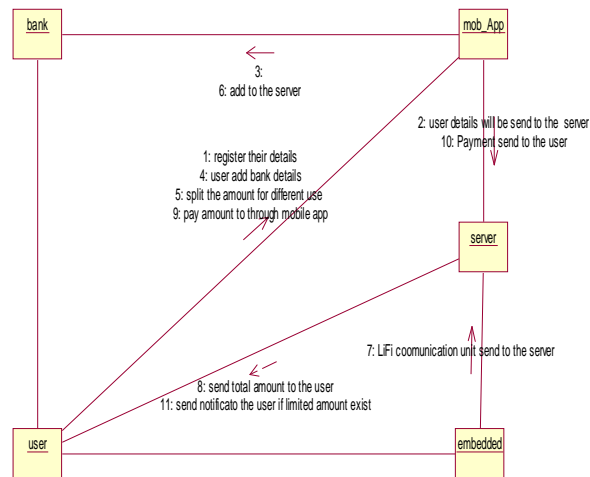 bank
mob_App
3:
6: add to the server
2: user details will be send to the server
10: Payment send to the user
1: register their details
4: user add bank details
5: split the amount for different use
9: pay amount to through mobile app
server
7: LiFi coomunication unit send to the server
8: send total amount to the user
11: send notificato the user if limited amount exist
user
embedded